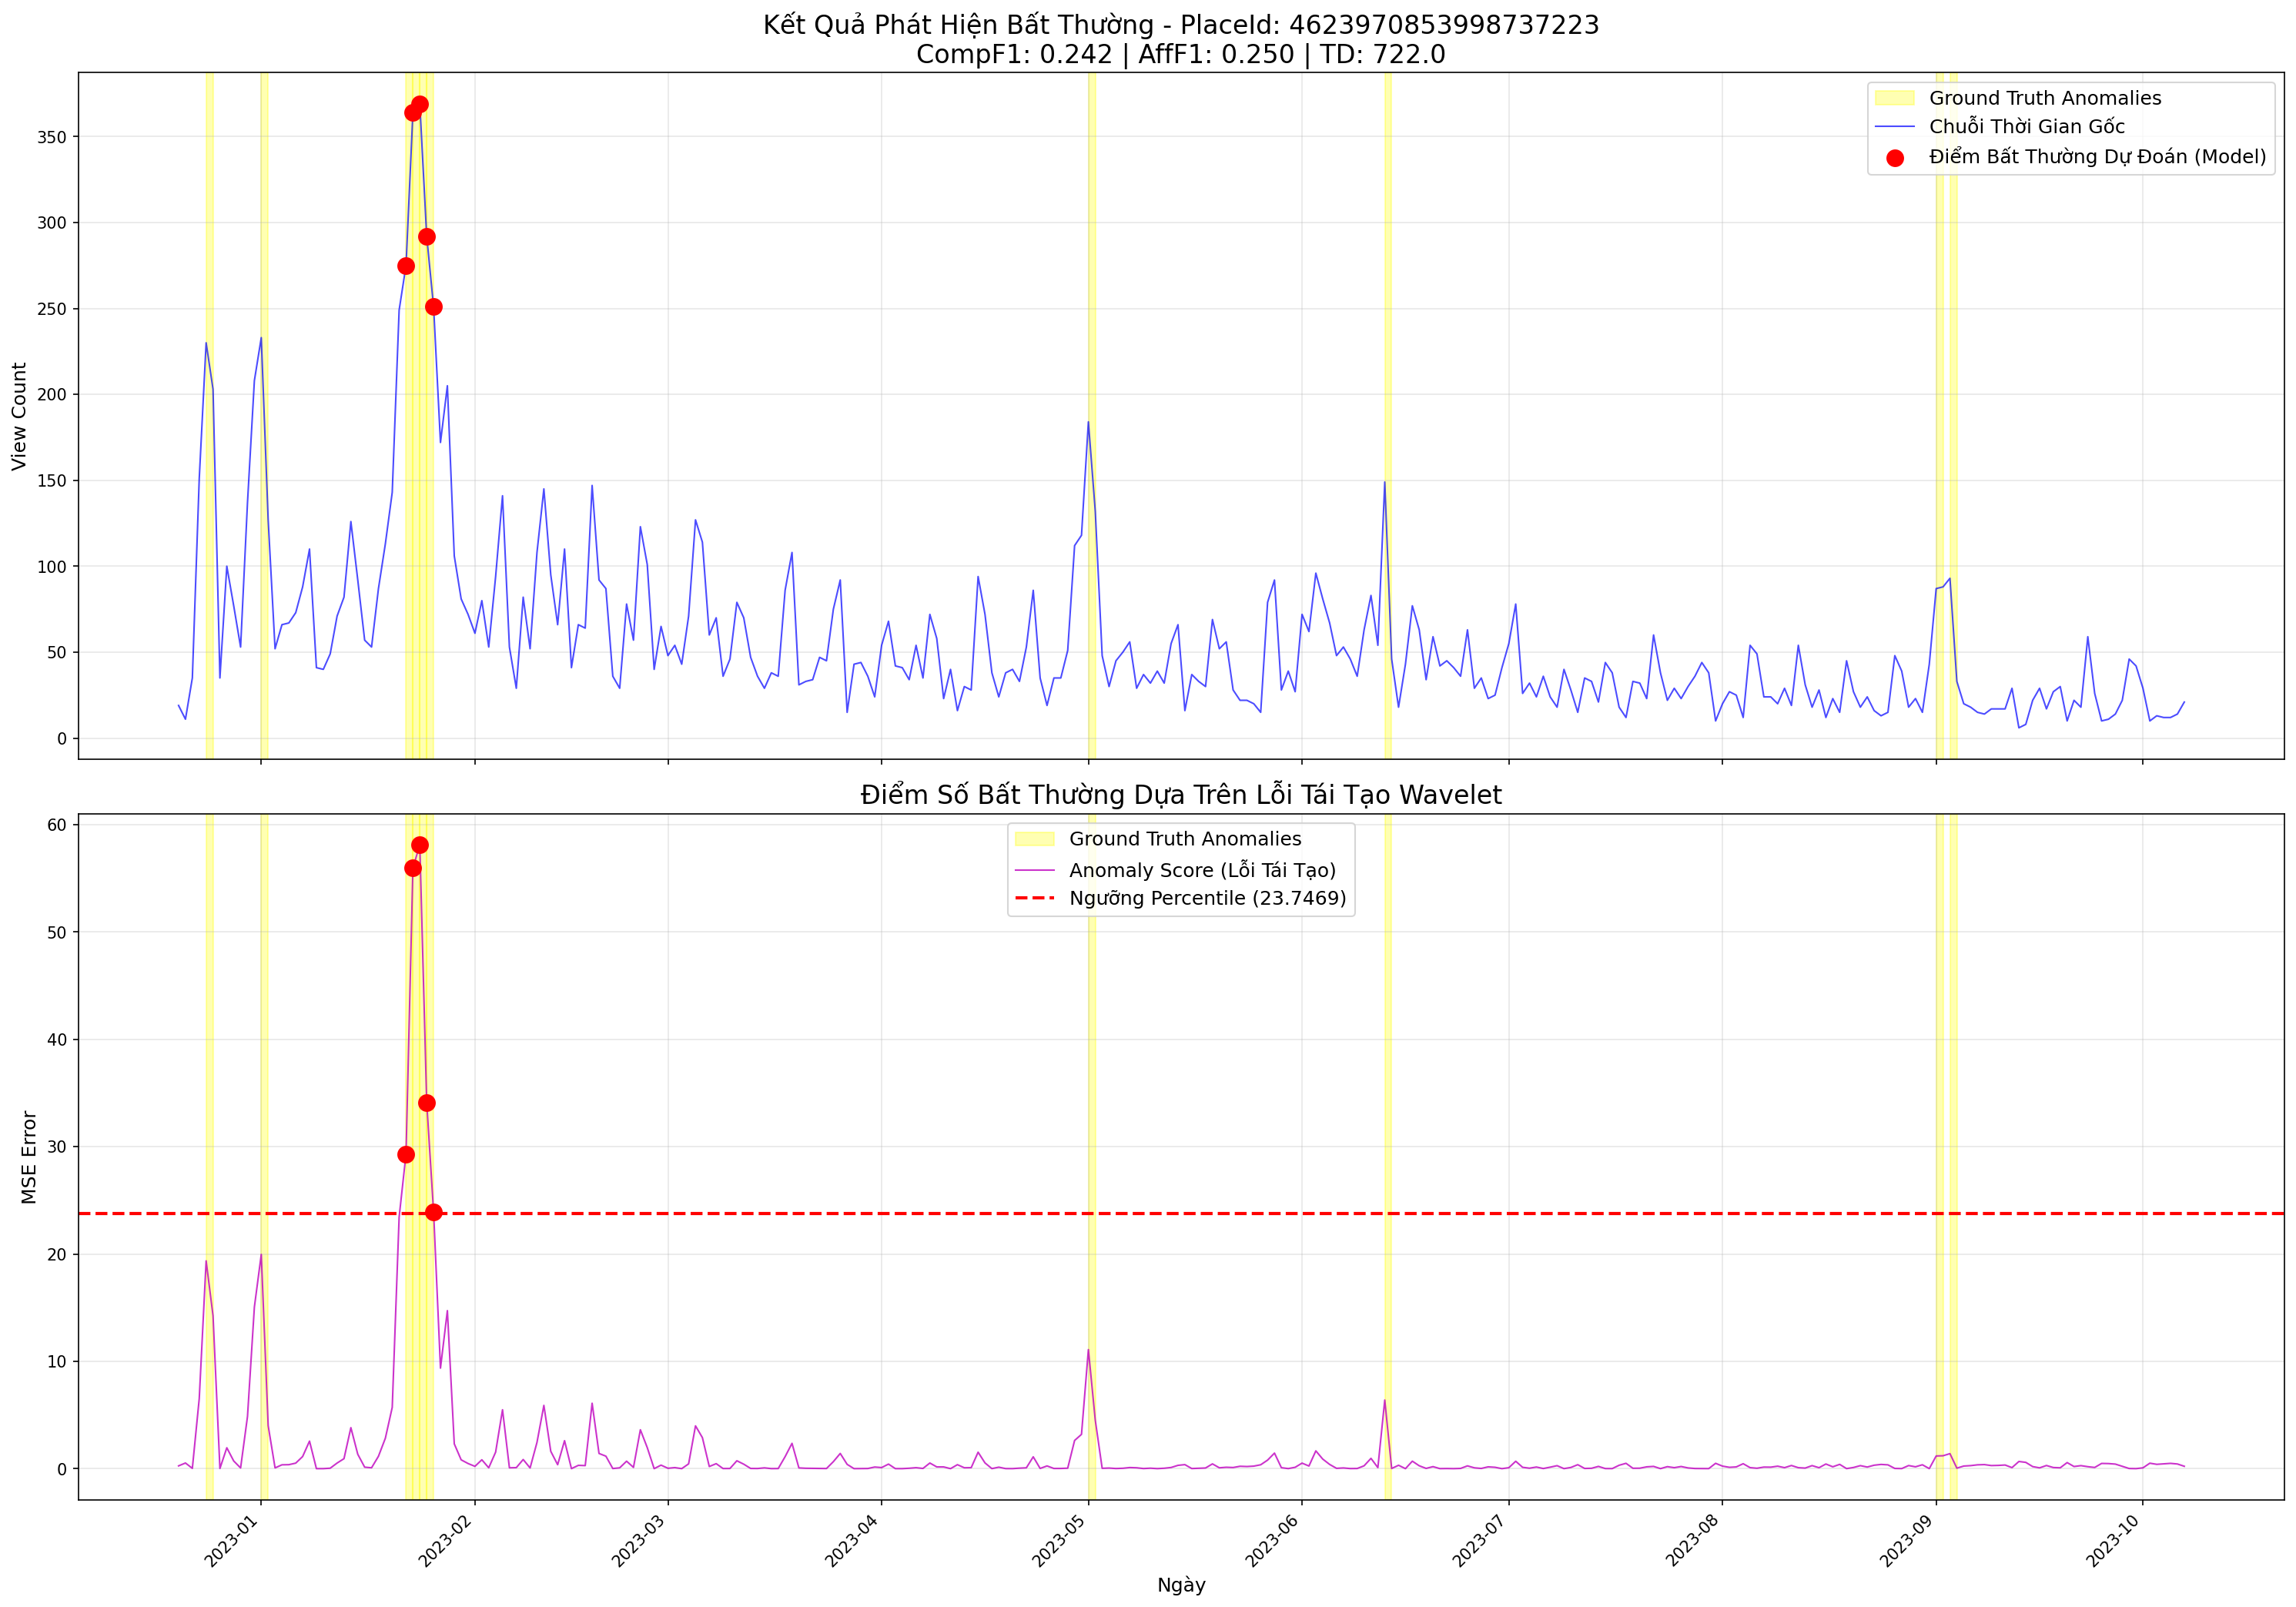 Kết Quả Phát Hiện Bất Thường - PlaceId: 4623970853998737223
CompF1: 0.242 | AffF1: 0.250 | TD: 722.0
Ground Truth Anomalies
Chuỗi Thời Gian Gốc
Điểm Bất Thường Dự Đoán (Model)
View Count
350
300
250
200
150
100
50
0
Điểm Số Bất Thường Dựa Trên Lỗi Tái Tạo Wavelet
Ground Truth Anomalies
Anomaly Score (Lỗi Tái Tạo)
Ngưỡng Percentile (23.7469)
MSE Error
60
50
40
30
20
10
0
2023-01
2023-02
2023-03
2023-04
2023-05
2023-06
2023-07
2023-08
2023-09
2023-10
Ngày